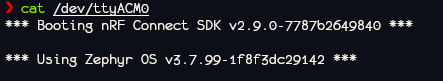 ❯ cat /dev/ttyACM0
*** Booting nRF Connect SDK v2.9.0-7787b2649840 ***
*** Using Zephyr OS v3.7.99-1f8f3dc29142 ***